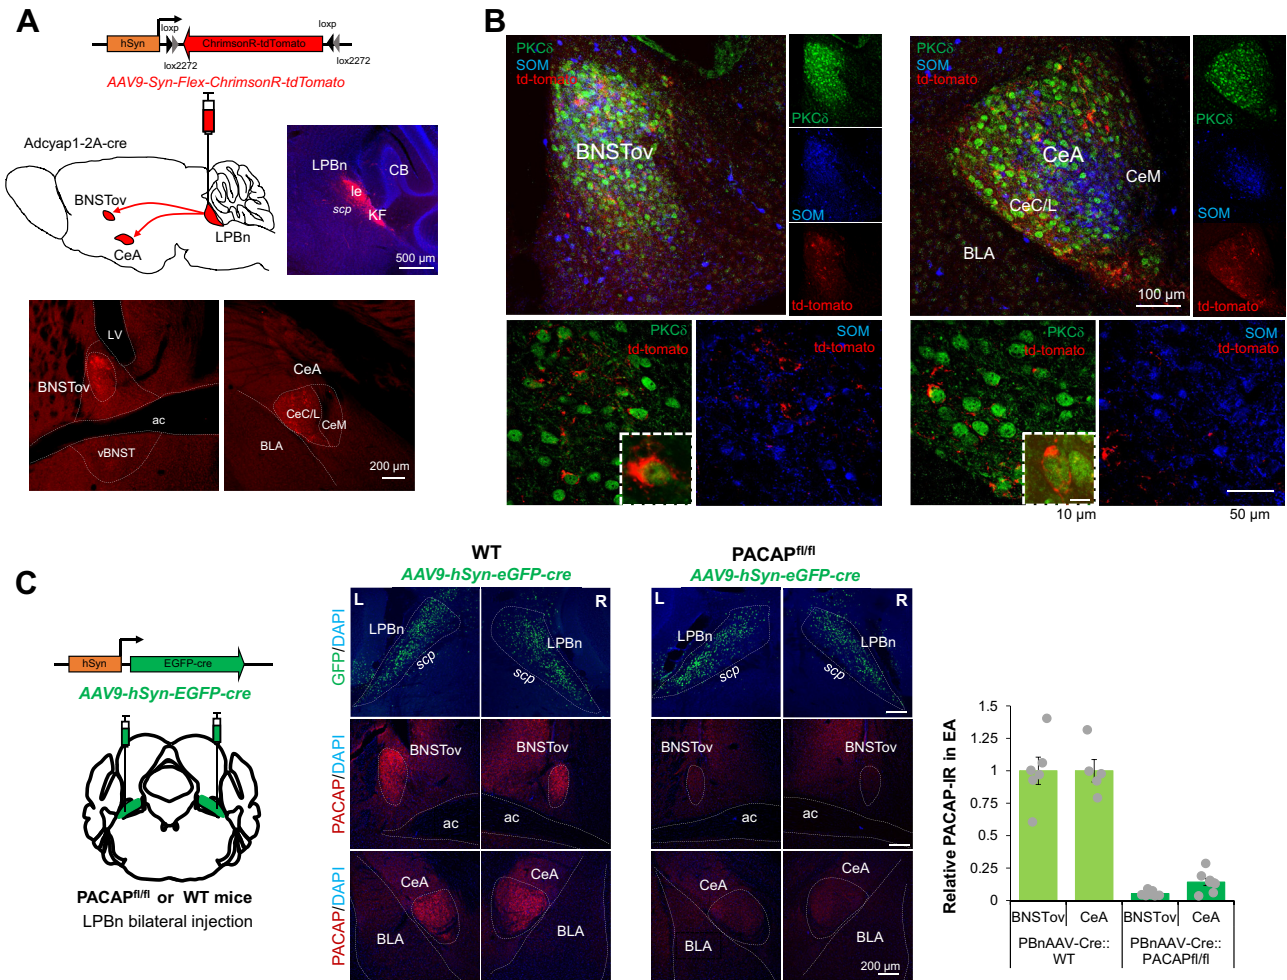 A
loxp
loxp
hSyn
ChrimsonR-tdTomato
lox2272
lox2272
AAV9-Syn-Flex-ChrimsonR-tdTomato
Adcyap1-2A-cre
BNSTov
CeA
LPBn
LPBn
CB
le
scp
KF
500 µm
LV
BNSTov
ac
vBNST
CeA
CeC/L
CeM
BLA
200 µm
B
PKCδ
SOM
td-tomato
BNSTov
PKCδ
SOM
td-tomato
PKCδ
SOM
td-tomato
CeA
CeM
CeC/L
BLA
100 µm
PKCδ
SOM
td-tomato
PKCδ
td-tomato
SOM
td-tomato
PKCδ
td-tomato
SOM
td-tomato
10 µm
50 µm
C
hSyn
EGFP-cre
AAV9-hSyn-EGFP-cre
PACAPfl/fl or WT mice
LPBn bilateral injection
WT
AAV9-hSyn-eGFP-cre
PACAPfl/fl
AAV9-hSyn-eGFP-cre
GFP/DAPI
L
R
LPBn
LPBn
scp
scp
L
R
LPBn
LPBn
scp
scp
PACAP/DAPI
BNSTov
BNSTov
ac
BNSTov
BNSTov
ac
ac
PACAP/DAPI
CeA
CeA
BLA
BLA
CeA
CeA
BLA
BLA
200 µm
Relative PACAP-IR in EA
1.5
1.25
1
0.75
0.5
0.25
0
BNSTov
CeA
BNSTov
CeA
PBnAAV-Cre::
WT
PBnAAV-Cre::
PACAPfl/fl